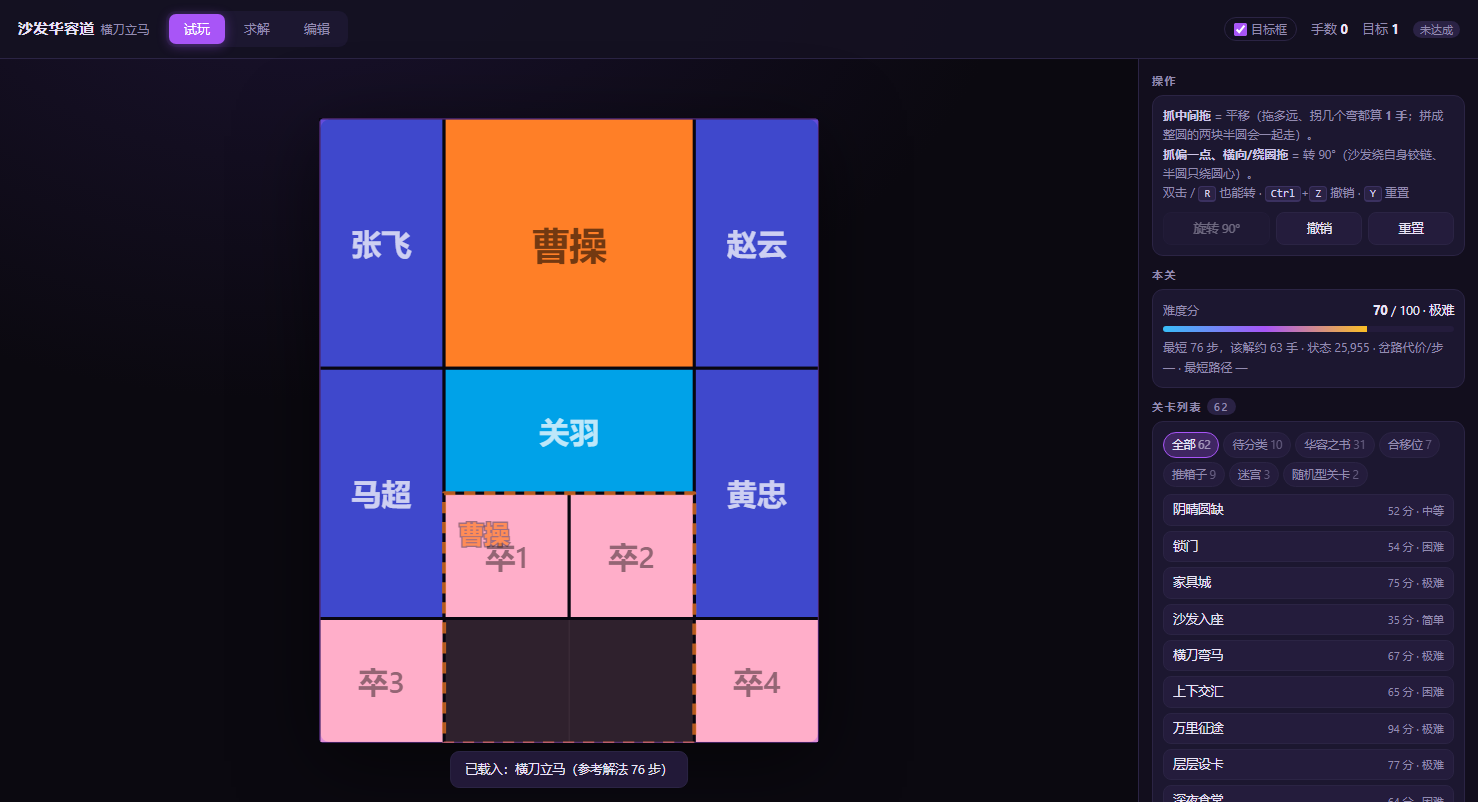 沙发华容道 横刀立马 试玩 求解 编辑 目标框 手数 0 目标 1 未达成
操作
抓中间拖 = 平移（拖多远、拐几个弯都算 1 手；拼成
整圆的两块半圆会一起走）。
抓偏一点、横向/绕圆拖 = 转 90°（沙发绕自身铰链、
半圆只绕圆心）。
双击 / R 也能转 · Ctrl + Z 撤销 · Y 重置
旋转 90° 撤销 重置
本关
难度分 70 / 100 · 极难
最短 76 步，该解约 63 手 · 状态 25,955 · 岔路代价/步
— · 最短路径 —
关卡列表 62
全部 62 待分类 10 华容之书 31 合移位 7
推箱子 9 迷宫 3 随机型关卡 2
阴晴圆缺 52 分 · 中等
锁门 54 分 · 困难
家具城 75 分 · 极难
沙发入座 35 分 · 简单
横刀弯马 67 分 · 极难
上下交汇 65 分 · 困难
万里征途 94 分 · 极难
层层设卡 77 分 · 极难
深夜食堂 64 分 · 困难
张飞 曹操 赵云
关羽
马超 黄忠
曹操
卒1 卒2
卒3 卒4
已载入：横刀立马（参考解法 76 步）